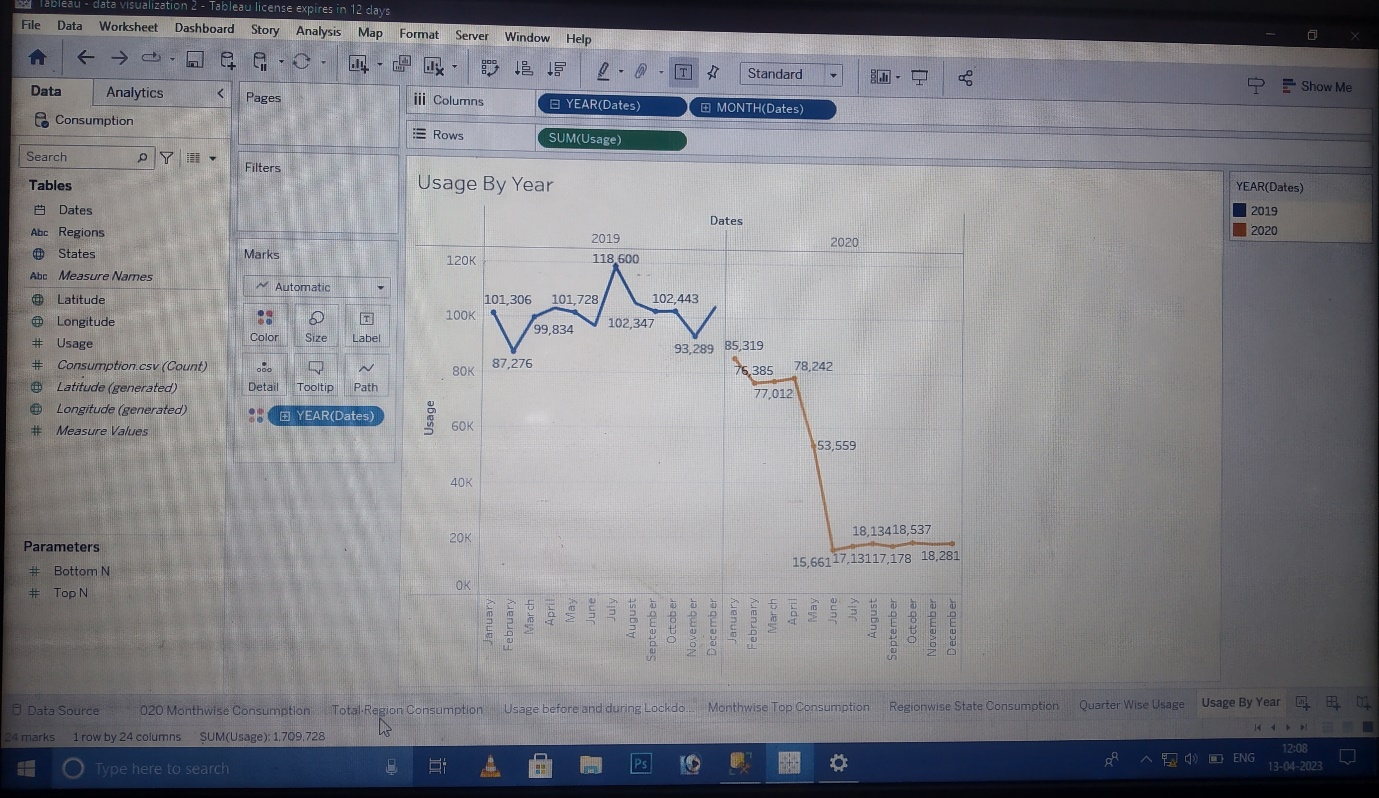 Tableau - data visualization 2 - Tableau license expires in 12 days
File Data Worksheet Dashboard Story Analysis Map Format Server Window Help
Standard
Show Me
Data Analytics
Pages
Columns YEAR(Dates) MONTH(Dates)
Consumption
Rows SUM(Usage)
Search
Filters
Tables
Dates
Abc Regions
States
Abc Measure Names
Latitude
Longitude
# Usage
# Consumption.csv (Count)
Latitude (generated)
Longitude (generated)
# Measure Values
Parameters
# Bottom N
# Top N
Marks
Automatic
Color Size Label
Detail Tooltip Path
YEAR(Dates)
Usage By Year
Dates
2019 2020
120K
100K
80K
60K
40K
20K
0K
Usage
101,306
87,276
99,834
101,728
118,600
102,347
102,443
93,289
85,319
76,385
77,012
78,242
53,559
15,661
17,131
18,134
17,178
18,537
18,281
January February March April May June July August September October November December January February March April May June July August September October November December
YEAR(Dates)
2019
2020
Data Source 020 Monthwise Consumption Total Region Consumption Usage before and during Lockdo... Monthwise Top Consumption Regionwise State Consumption Quarter Wise Usage Usage By Year
24 marks 1 row by 24 columns SUM(Usage): 1,709,728
Type here to search
Ps
ENG
12:08
13-04-2023